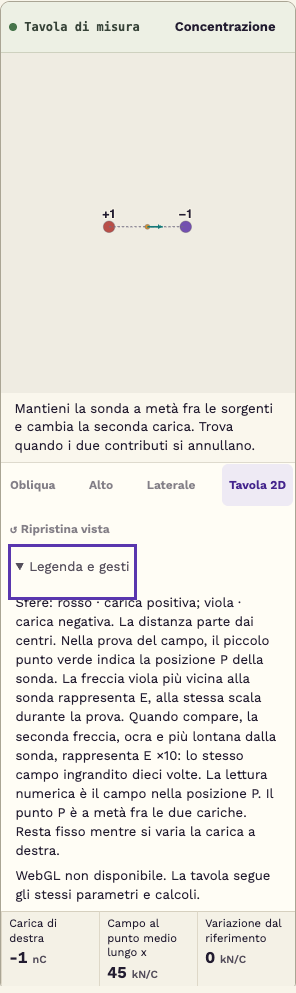 Tavola di misura Concentrazione
+1 −1
Mantieni la sonda a metà fra le sorgenti
e cambia la seconda carica. Trova
quando i due contributi si annullano.
Obliqua Alto Laterale Tavola 2D
↺ Ripristina vista
▼ Legenda e gesti
Sfere: rosso · carica positiva; viola ·
carica negativa. La distanza parte dai
centri. Nella prova del campo, il piccolo
punto verde indica la posizione P della
sonda. La freccia viola più vicina alla
sonda rappresenta E, alla stessa scala
durante la prova. Quando compare, la
seconda freccia, ocra e più lontana dalla
sonda, rappresenta E ×10: lo stesso
campo ingrandito dieci volte. La lettura
numerica è il campo nella posizione P. Il
punto P è a metà fra le due cariche.
Resta fisso mentre si varia la carica a
destra.
WebGL non disponibile. La tavola segue
gli stessi parametri e calcoli.
Carica di
destra
−1 nC
Campo al
punto medio
lungo x
45 kN/C
Variazione dal
riferimento
0 kN/C